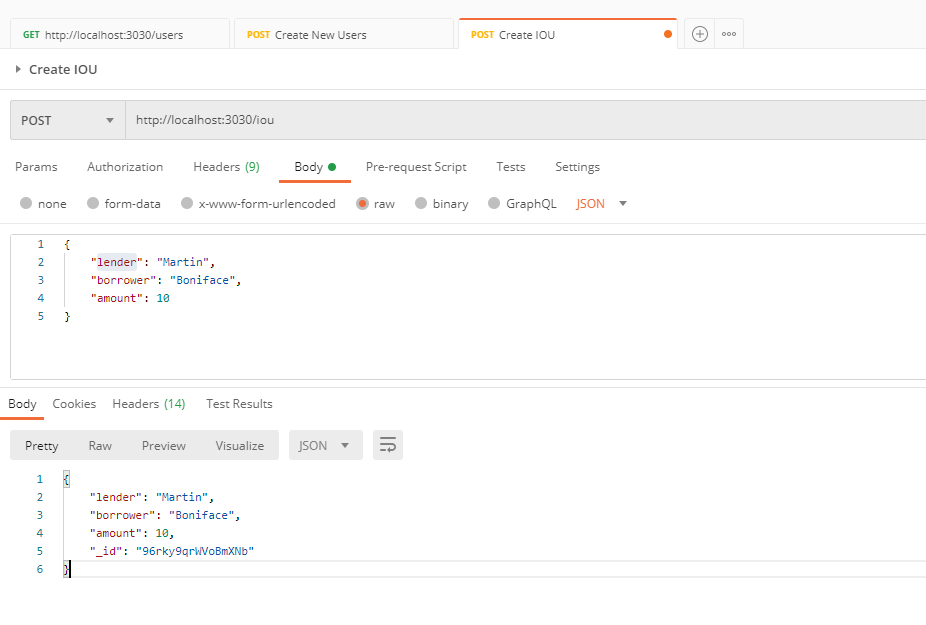 GET http://localhost:3030/users POST Create New Users POST Create IOU
Create IOU
POST http://localhost:3030/iou
Params Authorization Headers (9) Body Pre-request Script Tests Settings
none form-data x-www-form-urlencoded raw binary GraphQL JSON
1 {
2 "lender": "Martin",
3 "borrower": "Boniface",
4 "amount": 10
5 }
Body Cookies Headers (14) Test Results
Pretty Raw Preview Visualize JSON
1 {
2 "lender": "Martin",
3 "borrower": "Boniface",
4 "amount": 10,
5 "_id": "96rky9qrWVoBmXNb"
6 }